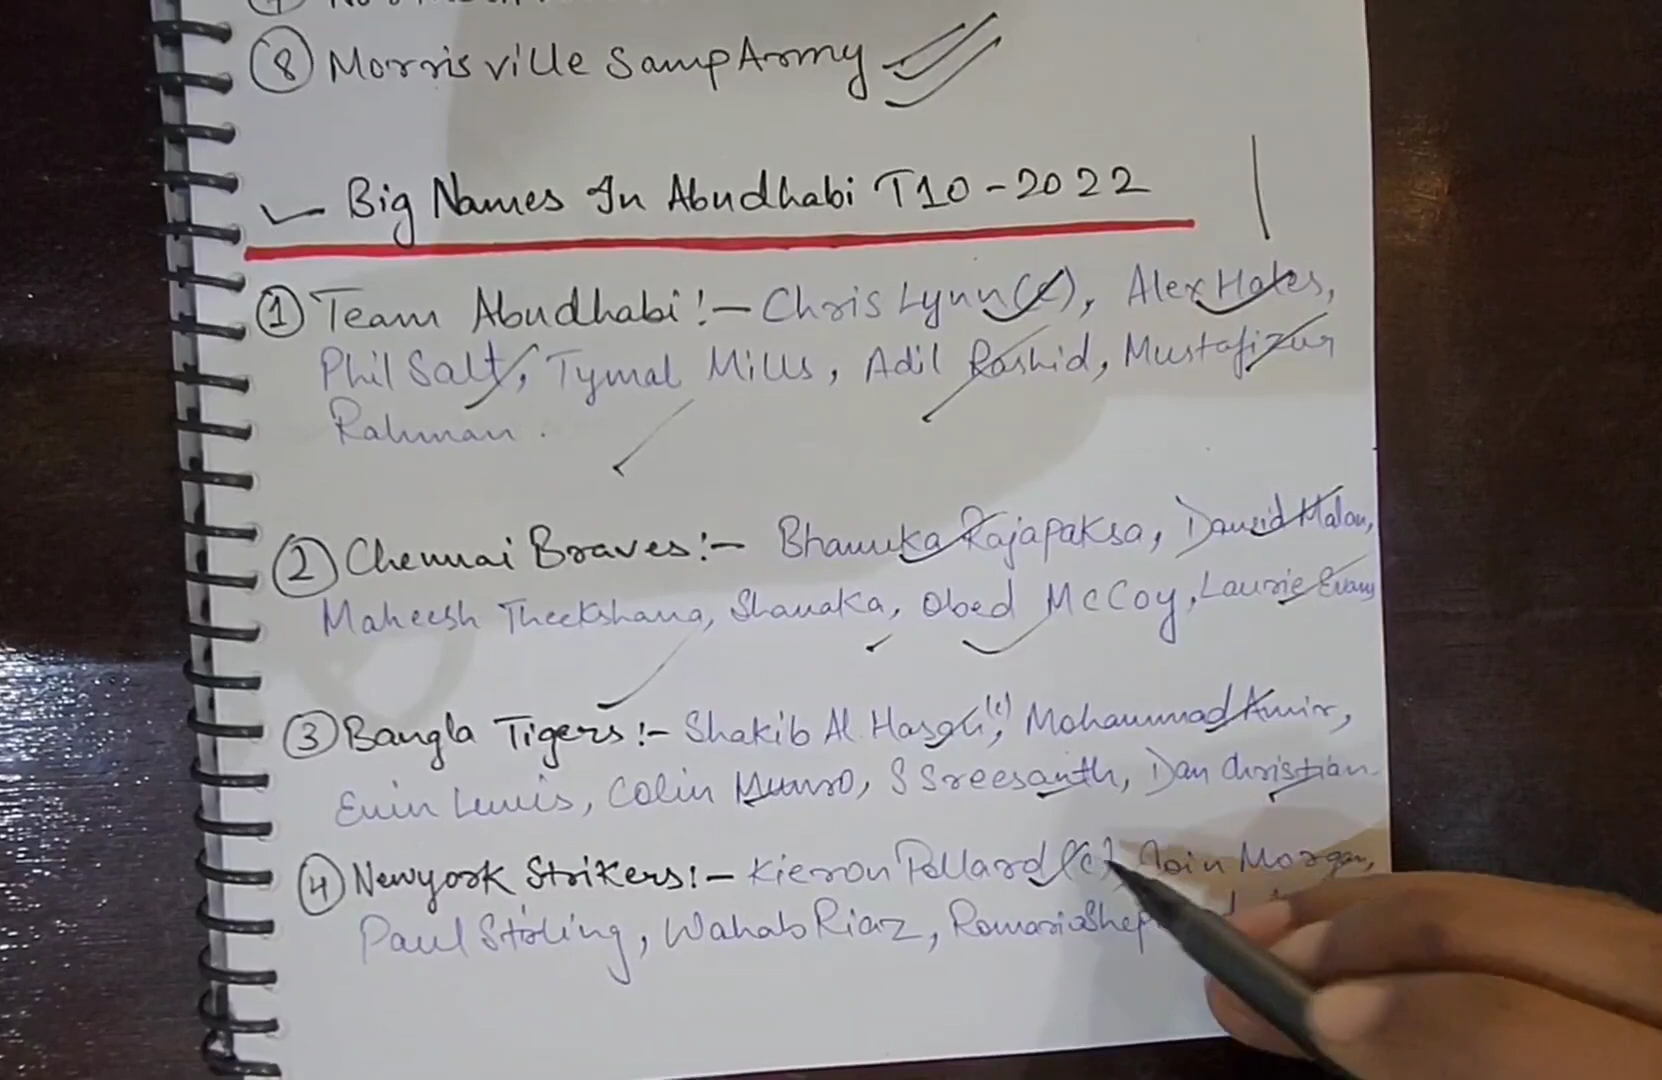 ⑧ Morrisville SampArmy
Big Names In Abudhabi T10-2022
① Team Abudhabi:- Chris Lynn(c), Alex Hales,
Phil Salt, Tymal Mills, Adil Rashid, Mustafizur
Rahman.
② Chennai Braves:- Bhanuka Rajapaksa, Dawid Malan,
Maheesh Theekshana, Shanaka, Obed McCoy, Laurie Evans
③ Bangla Tigers:- Shakib Al Hasan(c), Mohammad Amir,
Evin Lewis, Colin Munro, S Sreesanth, Dan Christian
④ Newyork Strikers:- Kieron Pollard (c), Morgan,
Paul Stirling, Wahab Riaz,